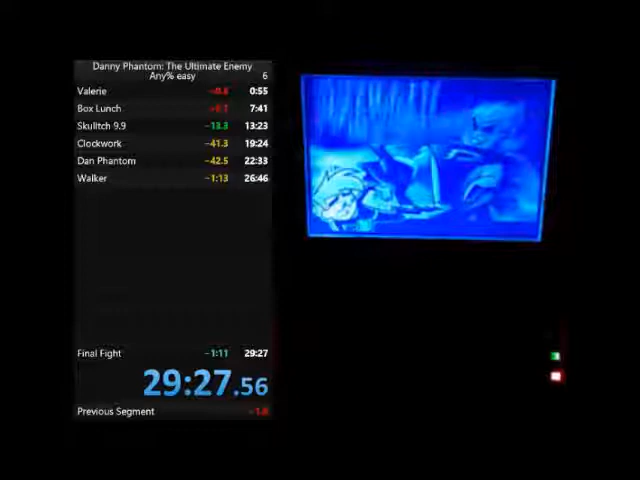 Danny Phantom: The Ultimate Enemy
Any% easy 6
Valerie 0:55
Box Lunch 7:41
Skulltch 9.9 −13.3 13:23
Clockwork −41.3 19:24
Dan Phantom −42.5 22:33
Walker −1:13 26:46
Final Fight −1:11 29:27
29:27.56
Previous Segment